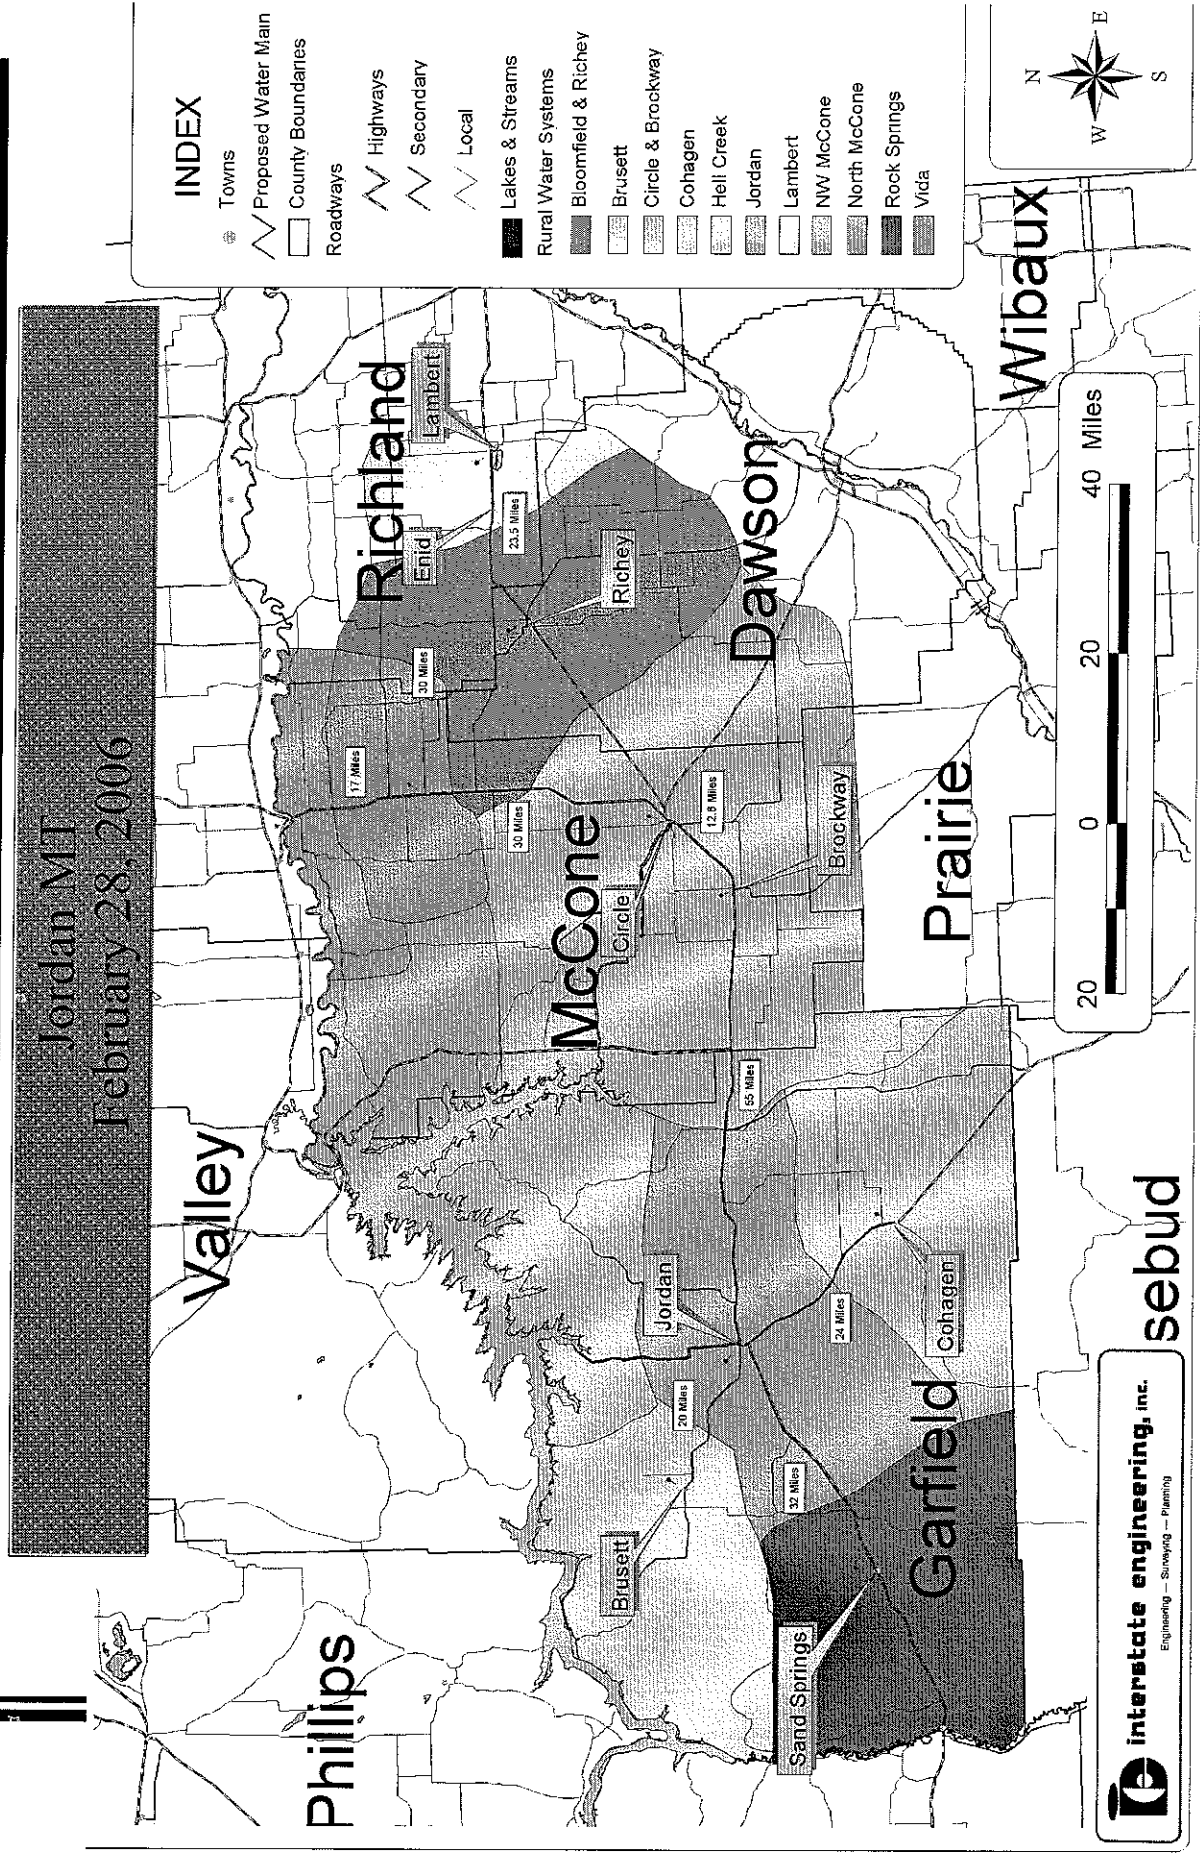 Jordan MT
February 28, 2006
INDEX
Towns
Proposed Water Main
County Boundaries
Roadways
Highways
Secondary
Local
Lakes & Streams
Rural Water Systems
Bloomfield & Richey
Brusett
Circle & Brockway
Cohagen
Hell Creek
Jordan
Lambert
NW McCone
North McCone
Rock Springs
Vida
N
E
S
W
Phillips
Valley
Richland
Lambert
Enid
23.5 Miles
Richey
30 Miles
17 Miles
30 Miles
McCone
Circle
12.8 Miles
Brockway
Dawson
Wibaux
Prairie
55 Miles
Jordan
24 Miles
Cohagen
20 Miles
32 Miles
Brusett
Sand Springs
Garfield
sebud
20 0 20 40 Miles
interstate engineering, inc.
Engineering — Surveying — Planning